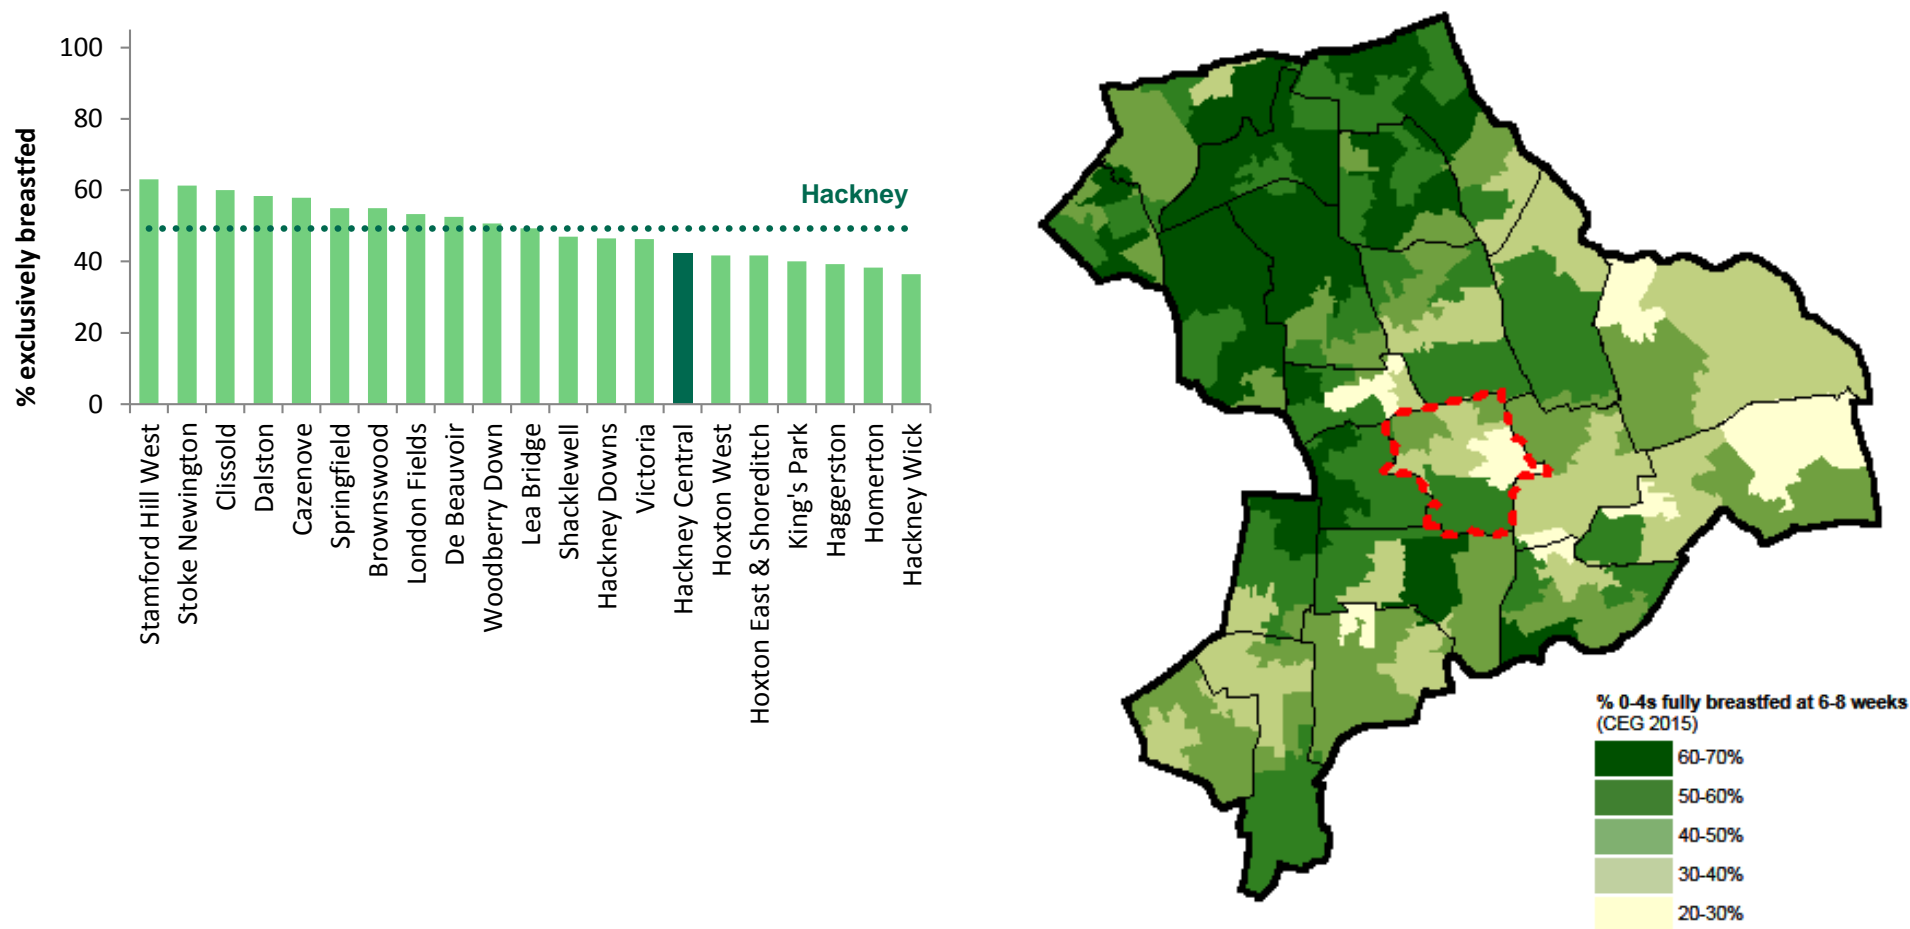 % exclusively breastfed
100
80
60
40
20
0
Hackney
Stamford Hill West
Stoke Newington
Clissold
Dalston
Cazenove
Springfield
Brownswood
London Fields
De Beauvoir
Woodberry Down
Lea Bridge
Shacklewell
Hackney Downs
Victoria
Hackney Central
Hoxton West
Hoxton East & Shoreditch
King's Park
Haggerston
Homerton
Hackney Wick
% 0-4s fully breastfed at 6-8 weeks
(CEG 2015)
60-70%
50-60%
40-50%
30-40%
20-30%